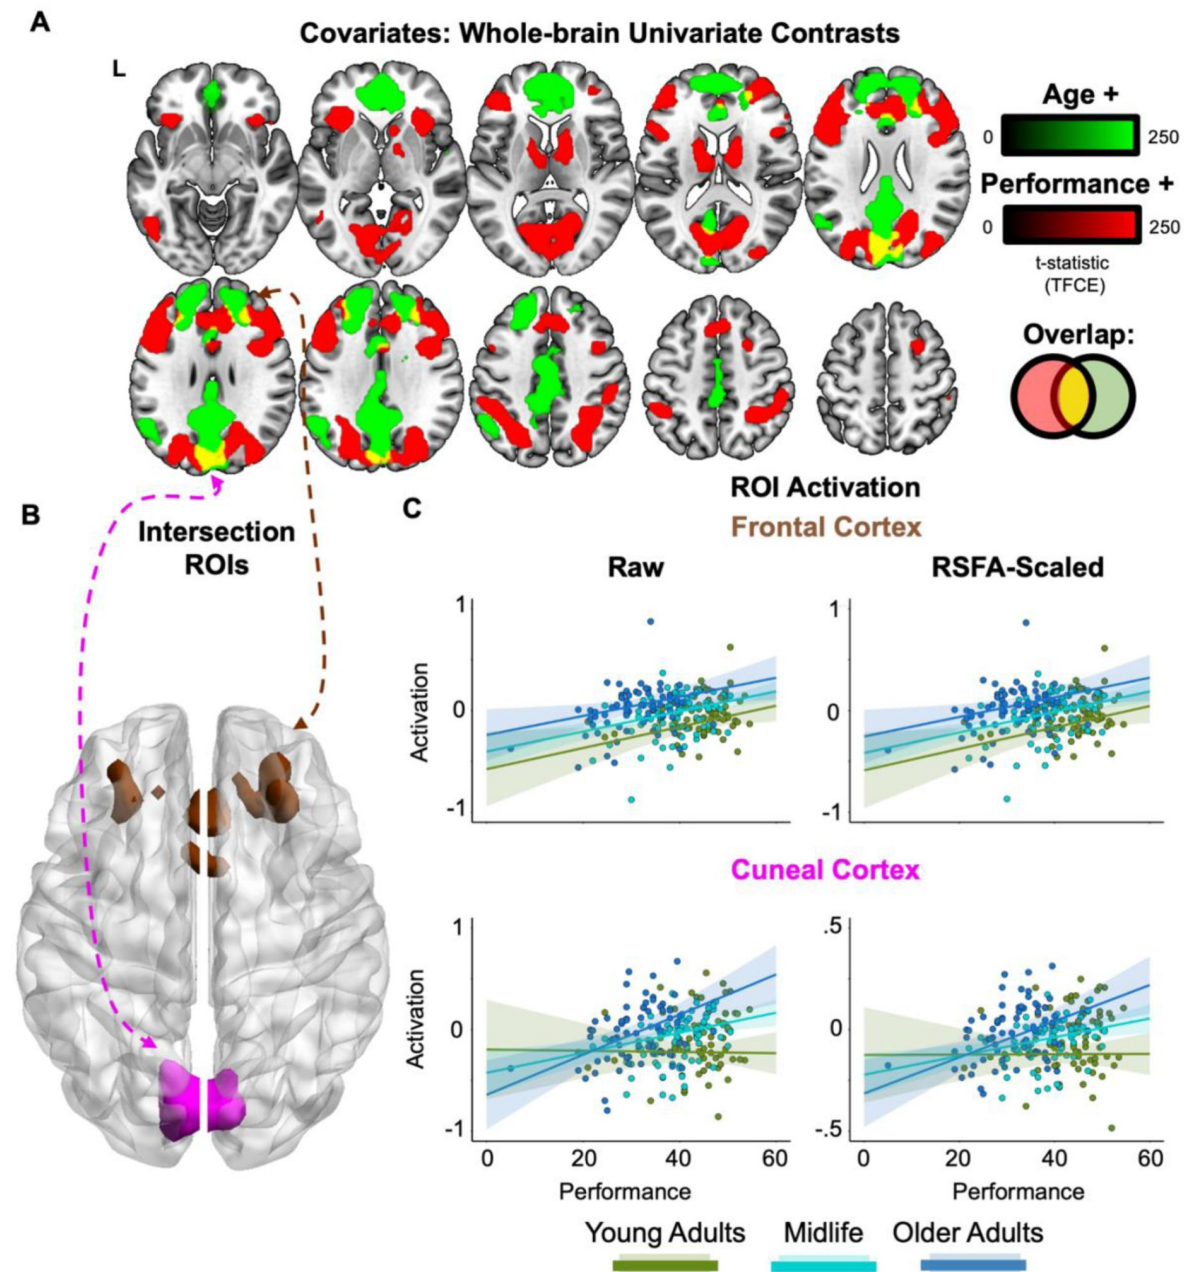 A
Covariates: Whole-brain Univariate Contrasts
L
Age +
0 250
Performance +
0 250
t-statistic
(TFCE)
Overlap:
B
Intersection
ROIs
C
ROI Activation
Frontal Cortex
Raw
RSFA-Scaled
Activation
1
0
-1
1
0
-1
Cuneal Cortex
Activation
1
0
-1
0 20 40 60
Performance
.5
0
-.5
0 20 40 60
Performance
Young Adults Midlife Older Adults